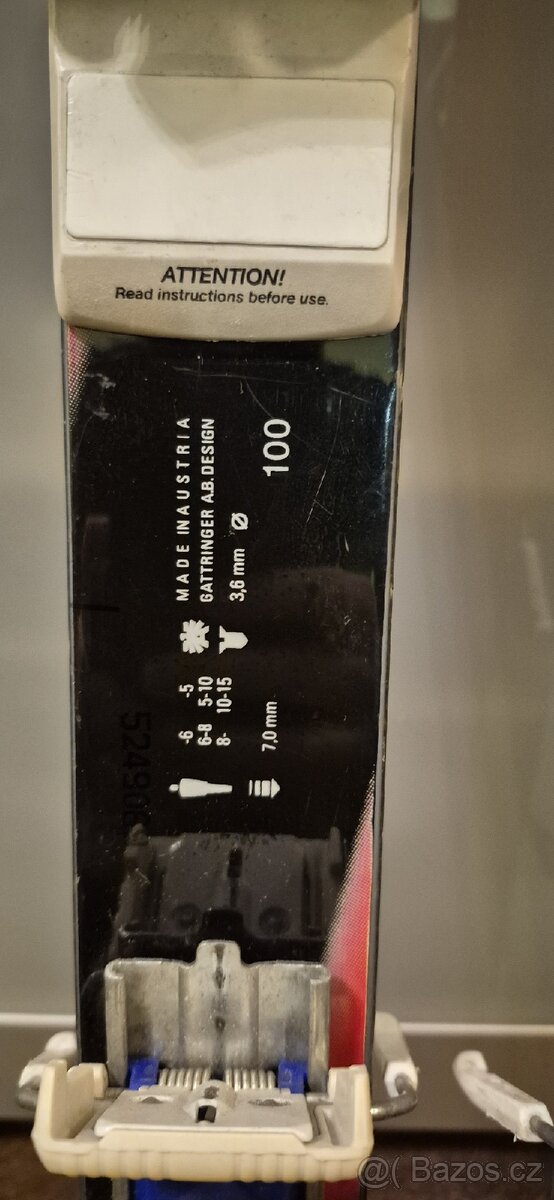 ATTENTION!
Read instructions before use.
MADE IN AUSTRIA
GATTRINGER A.B. DESIGN
3,6 mm Ø
100
-6 -5
6-8 5-10
8- 10-15
7,0 mm
@( Bazos.cz